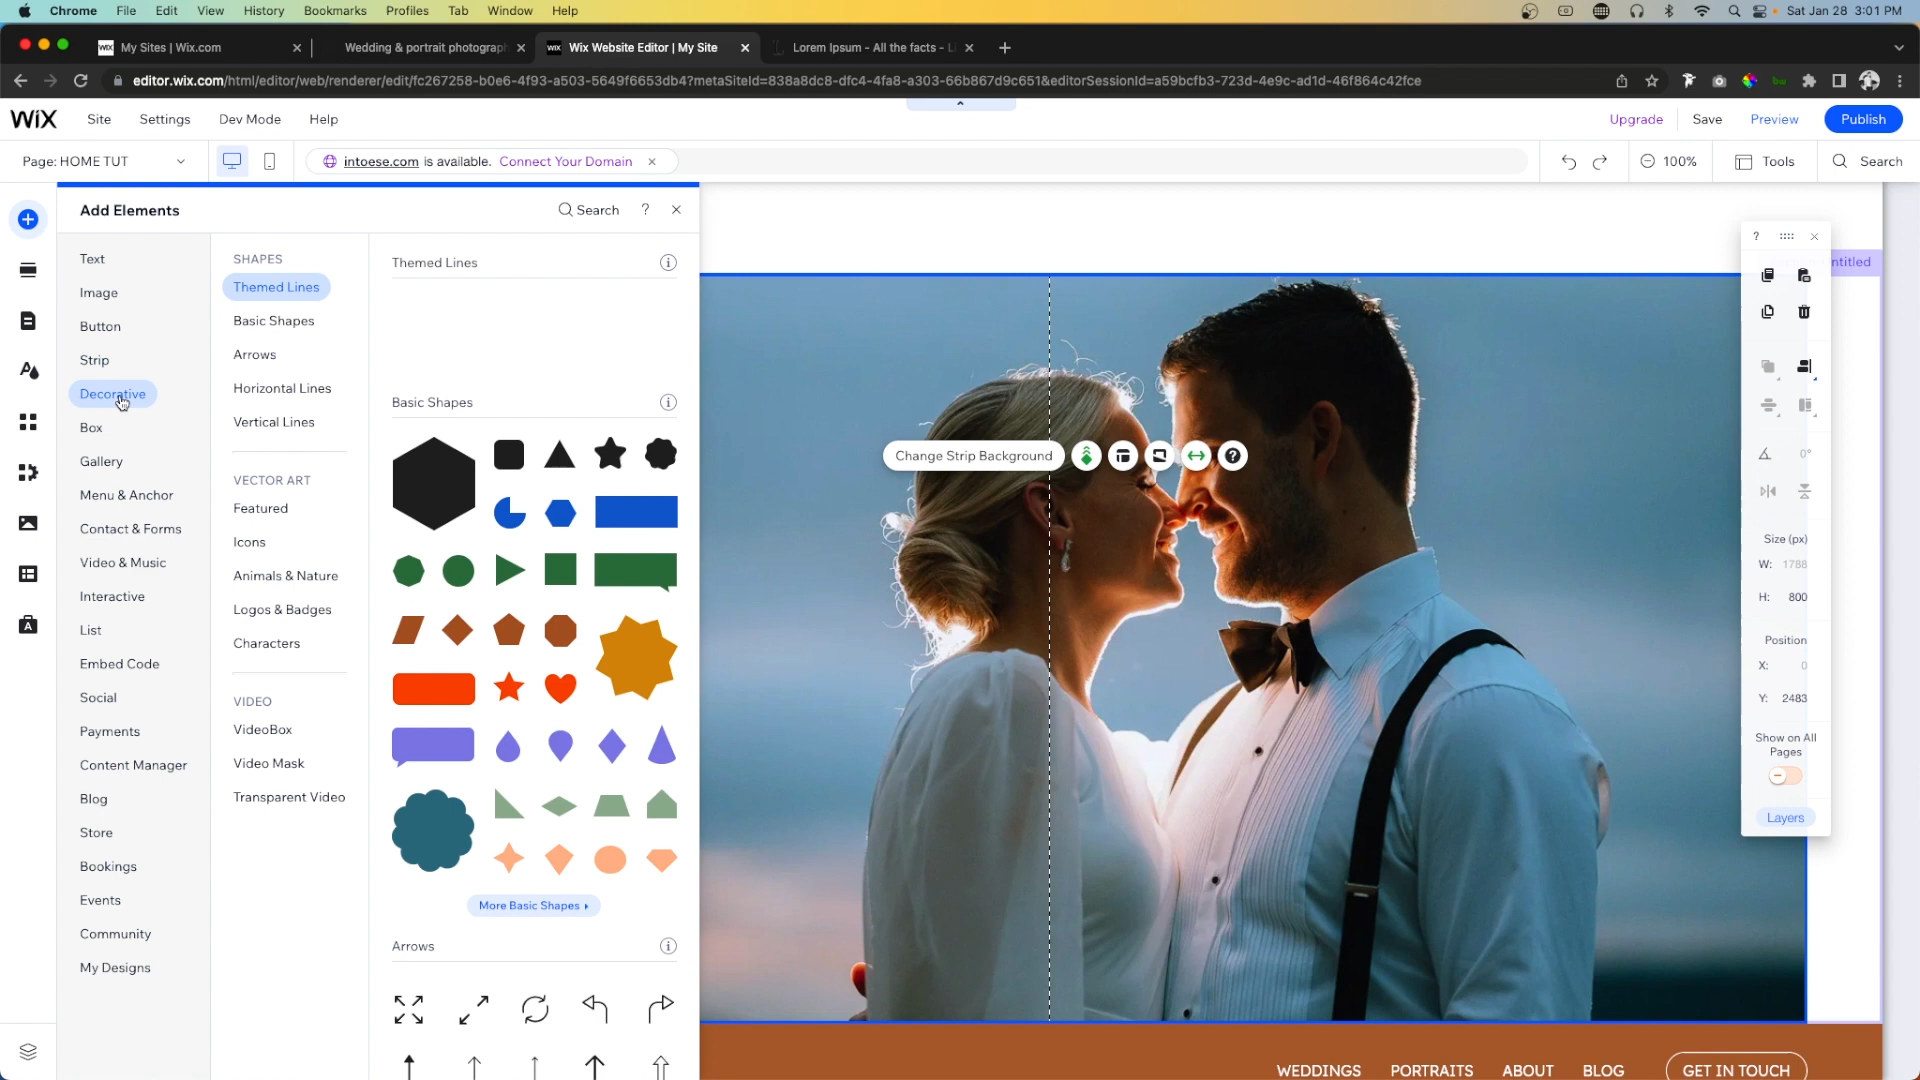 Chrome File Edit View History Bookmarks Profiles Tab Window Help Sat Jan 28 3:01 PM
WiX My Sites | Wix.com Wedding & portrait photograph WiX Wix Website Editor | My Site Lorem Ipsum - All the facts - L
editor.wix.com/html/editor/web/renderer/edit/fc267258-b0e6-4f93-a503-5649f6653db4?metaSiteId=838a8dc8-dfc4-4fa8-a303-66b867d9c651&editorSessionId=a59bcfb3-723d-4e9c-ad1d-46f864c42fce
WiX Site Settings Dev Mode Help Upgrade Save Preview Publish
Page: HOME TUT intoese.com is available. Connect Your Domain 100% Tools Search
Add Elements Search ?
Text
Image
Button
Strip
Decorative
Box
Gallery
Menu & Anchor
Contact & Forms
Video & Music
Interactive
List
Embed Code
Social
Payments
Content Manager
Blog
Store
Bookings
Events
Community
My Designs
SHAPES
Themed Lines
Basic Shapes
Arrows
Horizontal Lines
Vertical Lines
VECTOR ART
Featured
Icons
Animals & Nature
Logos & Badges
Characters
VIDEO
VideoBox
Video Mask
Transparent Video
Themed Lines
Basic Shapes
More Basic Shapes
Arrows
Change Strip Background ?
?
ntitled
0°
Size (px)
W: 1788
H: 800
Position
X: 0
Y: 2483
Show on All
Pages
Layers
WEDDINGS PORTRAITS ABOUT BLOG GET IN TOUCH